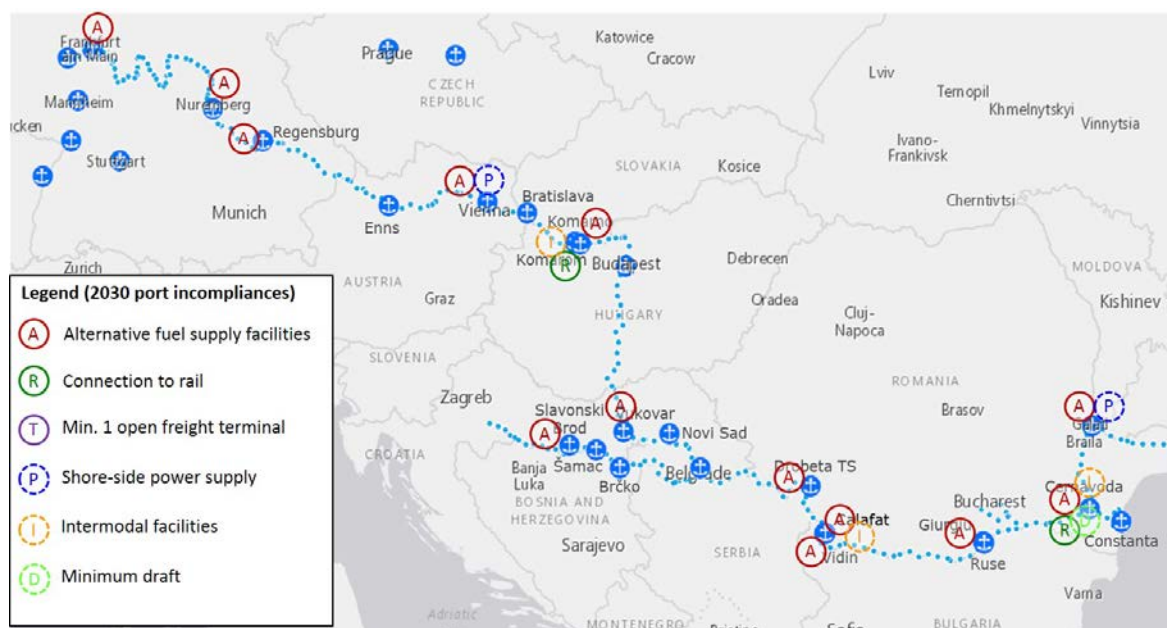 Katowice
Cracow
Lviv
Ternopil
Khmelnytskyi
Vinnytsia
Ivano-
Frankivsk
Cherntivtsi
A
Frankfurt
am Main
Prague
CZECH
REPUBLIC
A
Mannheim
Nuremberg
ucken
A
Regensburg
Stuttgart
SLOVAKIA
Kosice
A
P
Bratislava
Munich
Enns
Vienna
A
Komarno
I
Komarom
R
Budapest
Debrecen
MOLDOVA
Kishinev
Zurich
AUSTRIA
Graz
Oradea
Cluj-
Napoca
HUNGARY
Legend (2030 port incompliances)
A Alternative fuel supply facilities
R Connection to rail
T Min. 1 open freight terminal
P Shore-side power supply
I Intermodal facilities
D Minimum draft
SLOVENIA
Zagreb
ROMANIA
Brasov
A
P
Galati
Braila
Slavonski
Brod
A
A
Vukovar
Novi Sad
CROATIA
Banja
Luka
Šamac
Brčko
Belgrade
Drobeta TS
A
BOSNIA AND
HERZEGOVINA
Sarajevo
SERBIA
A
Calafat
I
A
Vidin
Bucharest
Giurgiu
A
Ruse
I
Cernavoda
A
R
D
Constanta
Varna
Adriatic
MONTENEGRO
Pristina
Sofia
BULGARIA